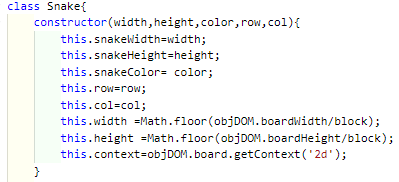 class Snake{
constructor(width,height,color,row,col){
this.snakeWidth=width;
this.snakeHeight=height;
this.snakeColor= color;
this.row=row;
this.col=col;
this.width =Math.floor(objDOM.boardWidth/block);
this.height =Math.floor(objDOM.boardHeight/block);
this.context=objDOM.board.getContext('2d');
}